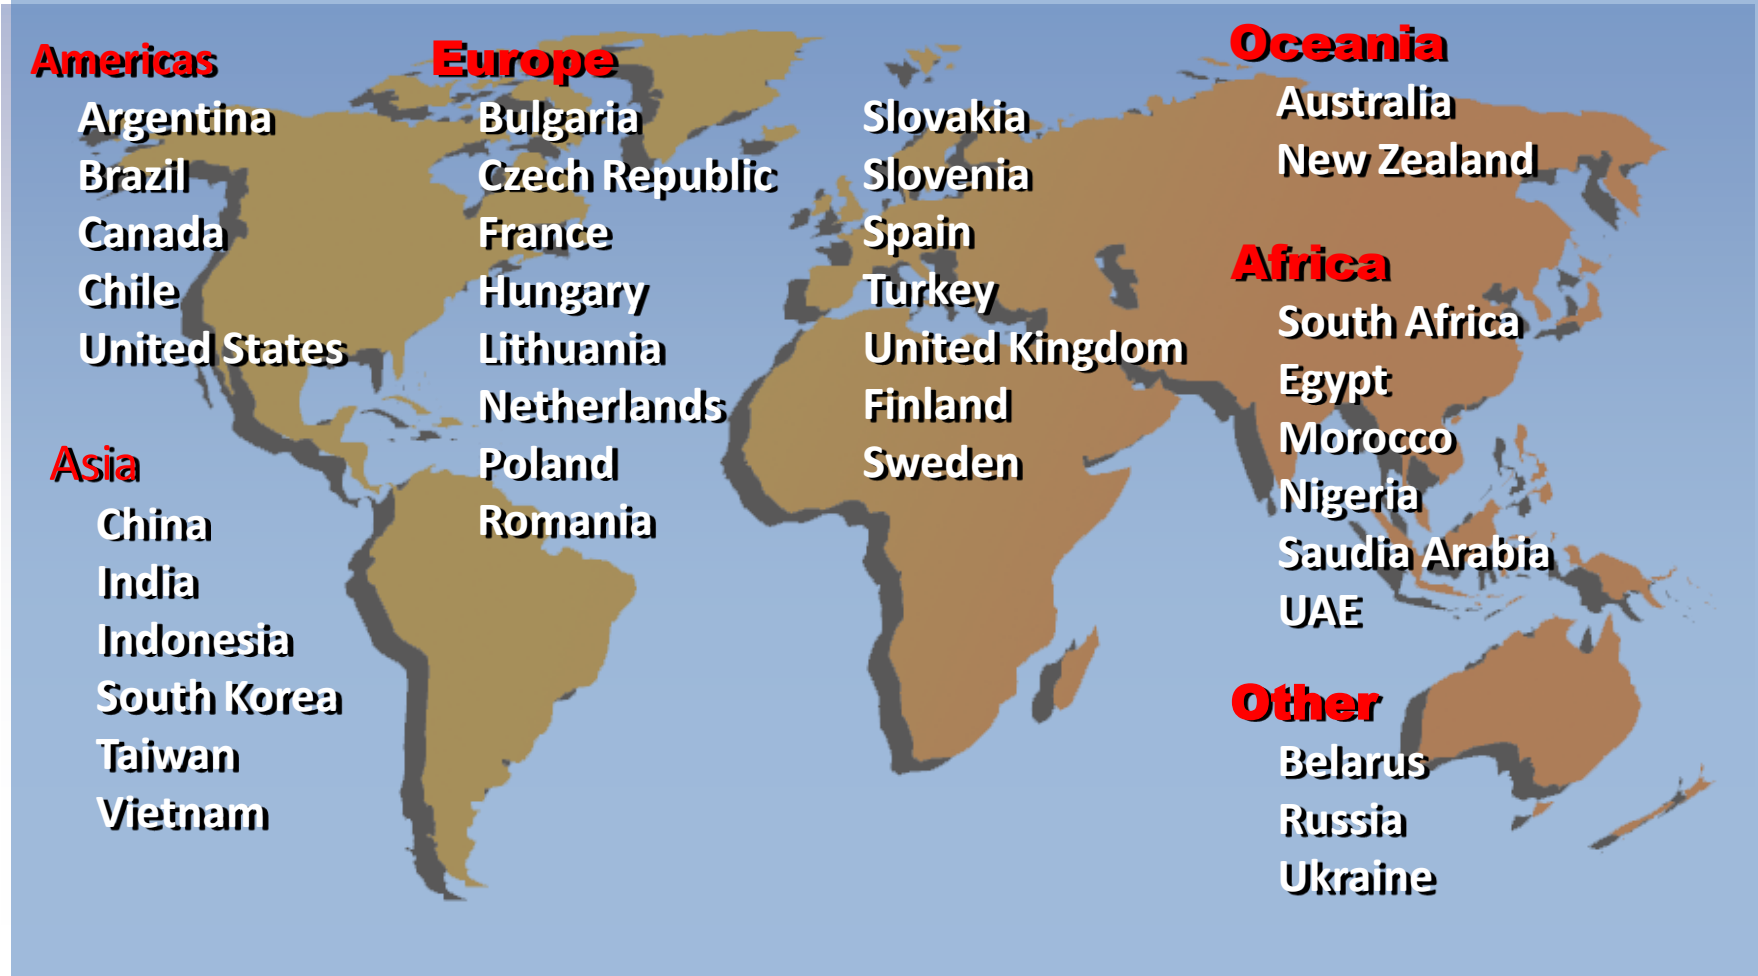 Americas
Argentina
Brazil
Canada
Chile
United States
Asia
China
India
Indonesia
South Korea
Taiwan
Vietnam
Europe
Bulgaria
Czech Republic
France
Hungary
Lithuania
Netherlands
Poland
Romania
Slovakia
Slovenia
Spain
Turkey
United Kingdom
Finland
Sweden
Oceania
Australia
New Zealand
Africa
South Africa
Egypt
Morocco
Nigeria
Saudia Arabia
UAE
Other
Belarus
Russia
Ukraine